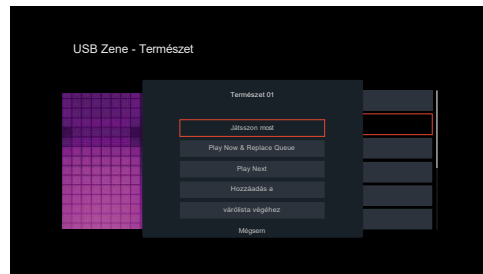 USB Zene - Természet
Természet 01
Játsszon most
Play Now & Replace Queue
Play Next
Hozzáadás a
várólista végéhez
Mégsem